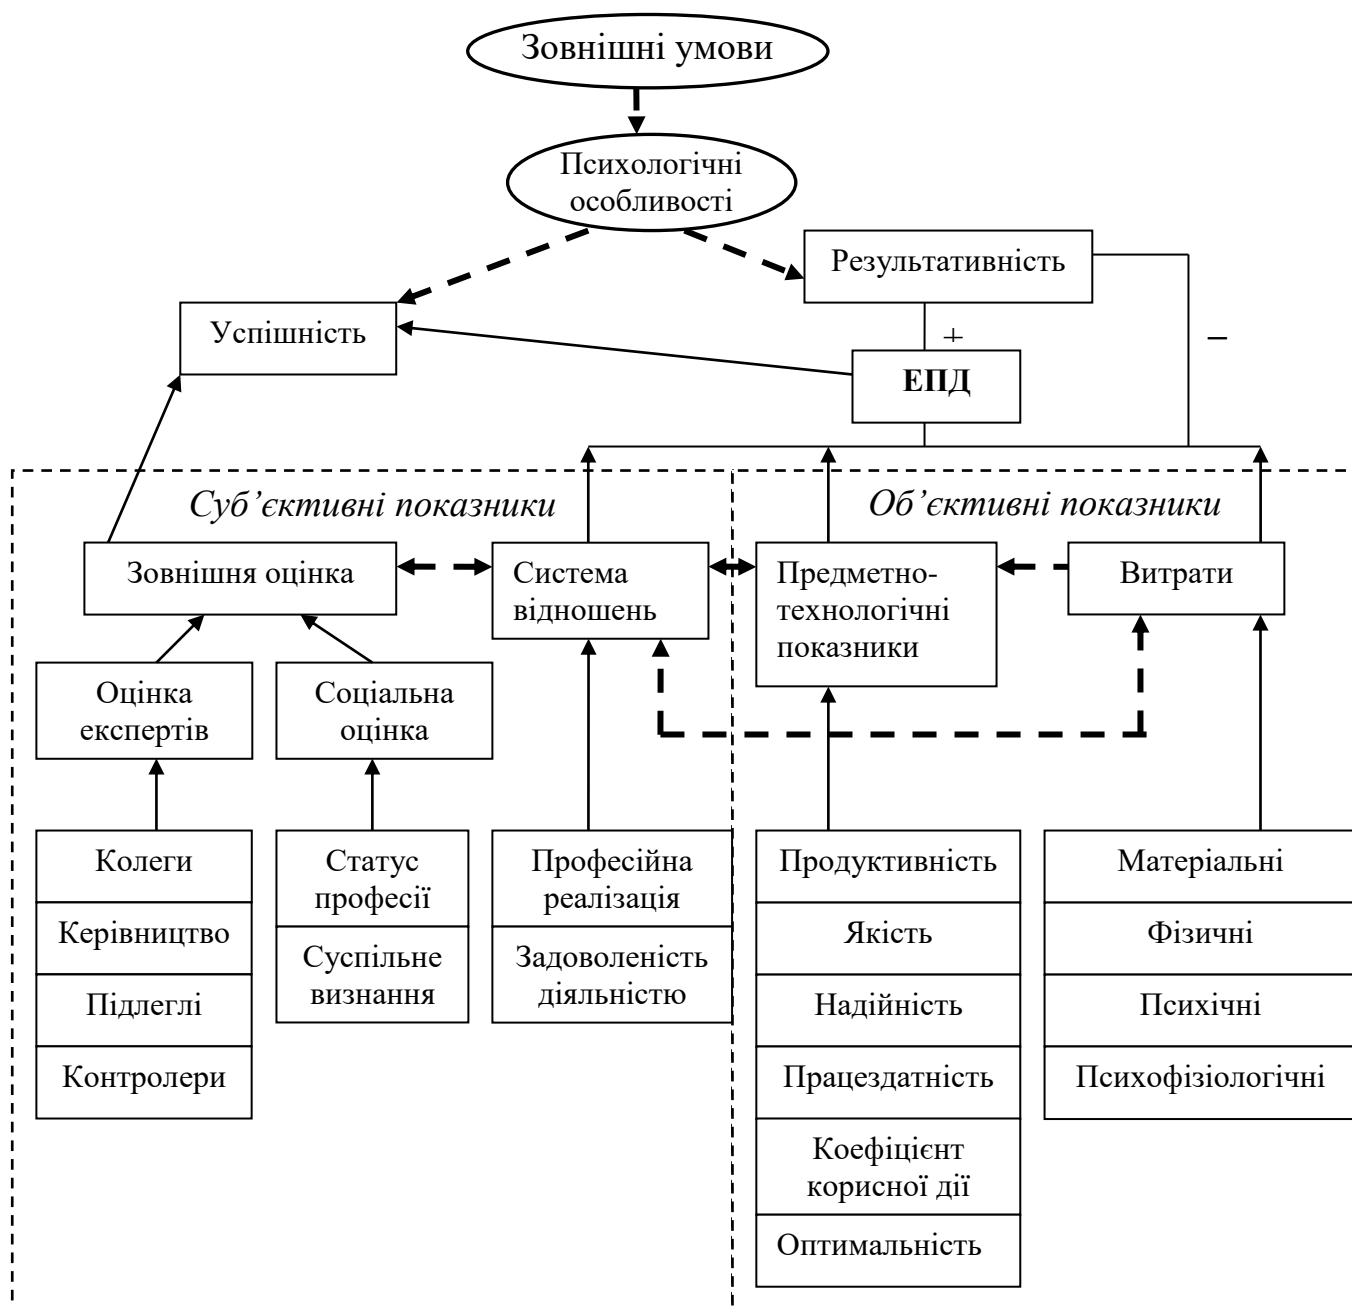 Зовнішні умови
Психологічні
особливості
Результативність
Успішність
+
–
ЕПД
Суб’єктивні показники
Об’єктивні показники
Зовнішня оцінка
Система
відношень
Предметно-
технологічні
показники
Витрати
Оцінка
експертів
Соціальна
оцінка
Колеги
Керівництво
Підлеглі
Контролери
Статус
професії
Суспільне
визнання
Професійна
реалізація
Задоволеність
діяльністю
Продуктивність
Якість
Надійність
Працездатність
Коефіцієнт
корисної дії
Оптимальність
Матеріальні
Фізичні
Психічні
Психофізіологічні